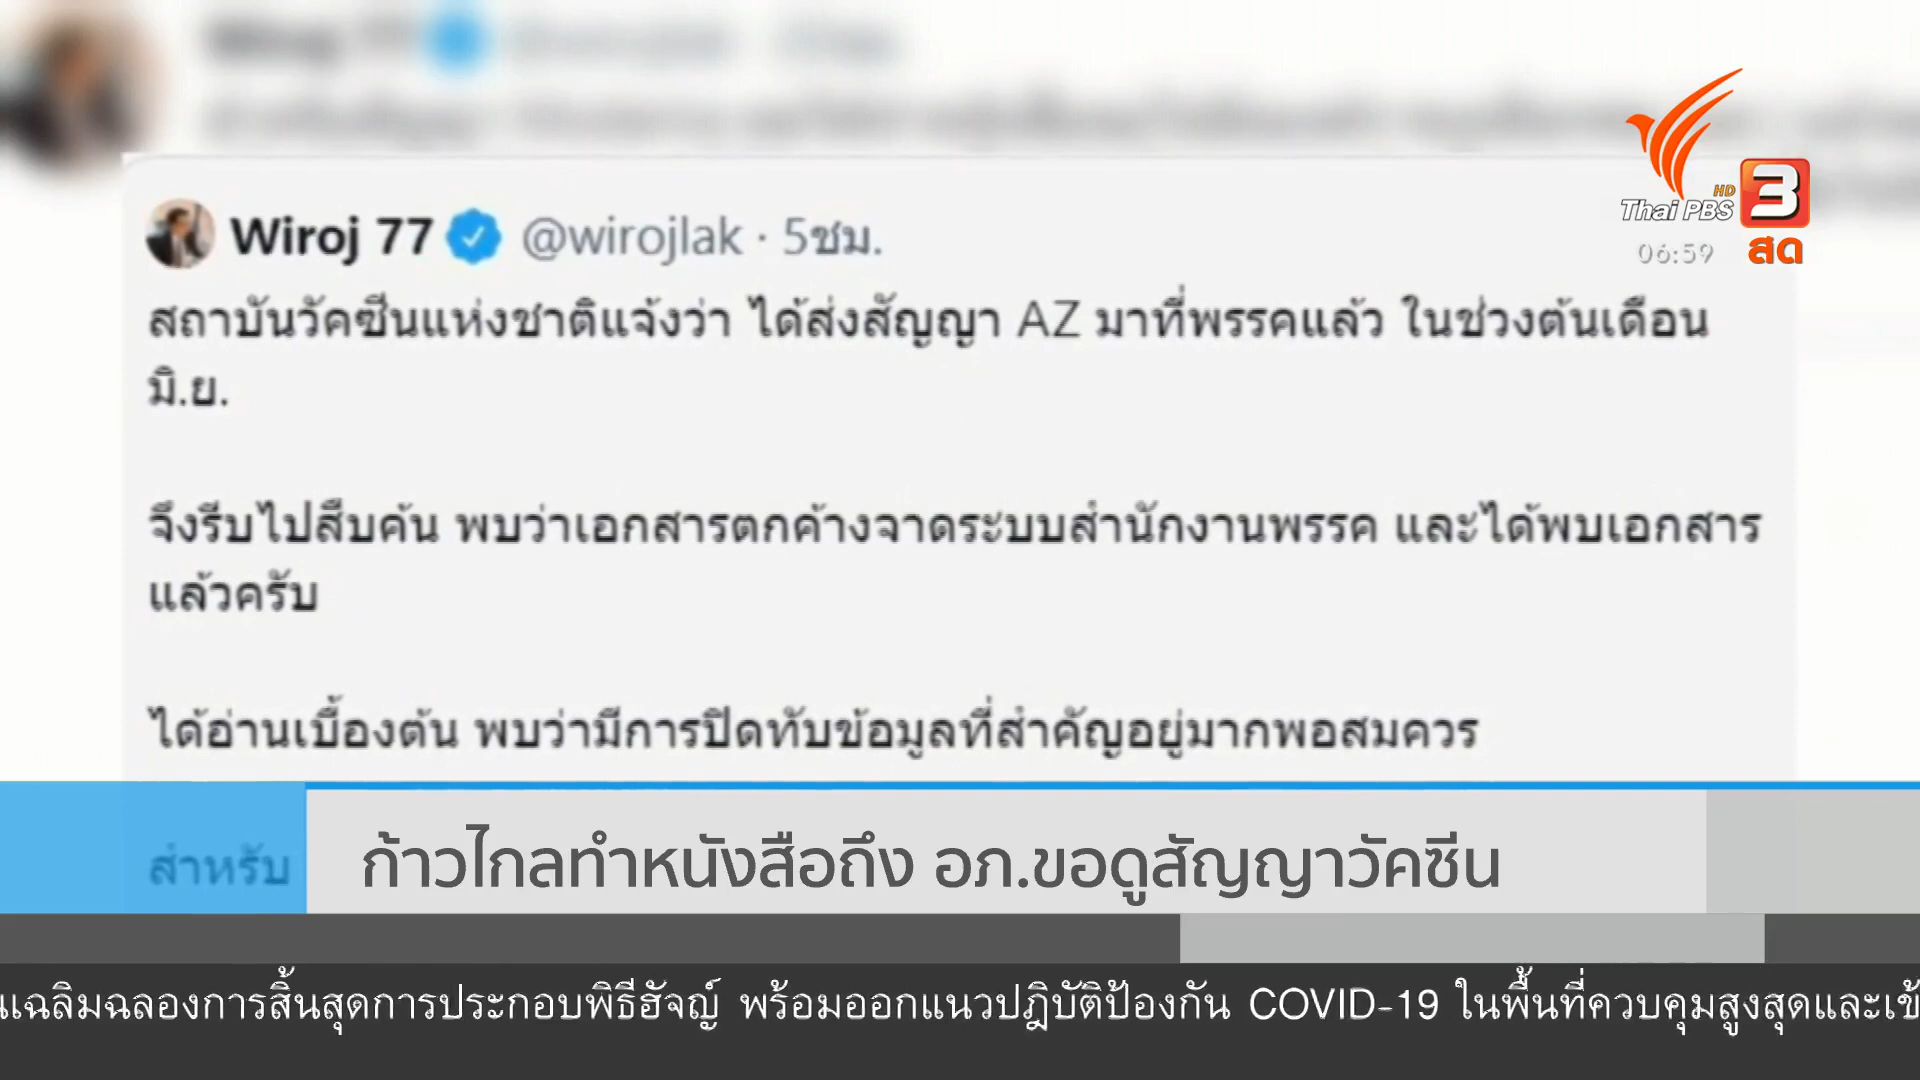 Wiroj 77 @wirojlak · 5ชม.
สถาบันวัคซีนแห่งชาติแจ้งว่า ได้ส่งสัญญา AZ มาที่พรรคแล้ว ในช่วงต้นเดือน
มิ.ย.
จึงรีบไปสืบค้น พบว่าเอกสารตกค้างจาดระบบสำนักงานพรรค และได้พบเอกสาร
แล้วครับ
ได้อ่านเบื้องต้น พบว่ามีการปิดทับข้อมูลที่สำคัญอยู่มากพอสมควร
สำหรับ
Thai PBS HD 3
06:59 สด
ก้าวไกลทำหนังสือถึง อภ.ขอดูสัญญาวัคซีน
นเฉลิมฉลองการสิ้นสุดการประกอบพิธีฮัจญ์ พร้อมออกแนวปฎิบัติป้องกัน COVID-19 ในพื้นที่ควบคุมสูงสุดและเข้